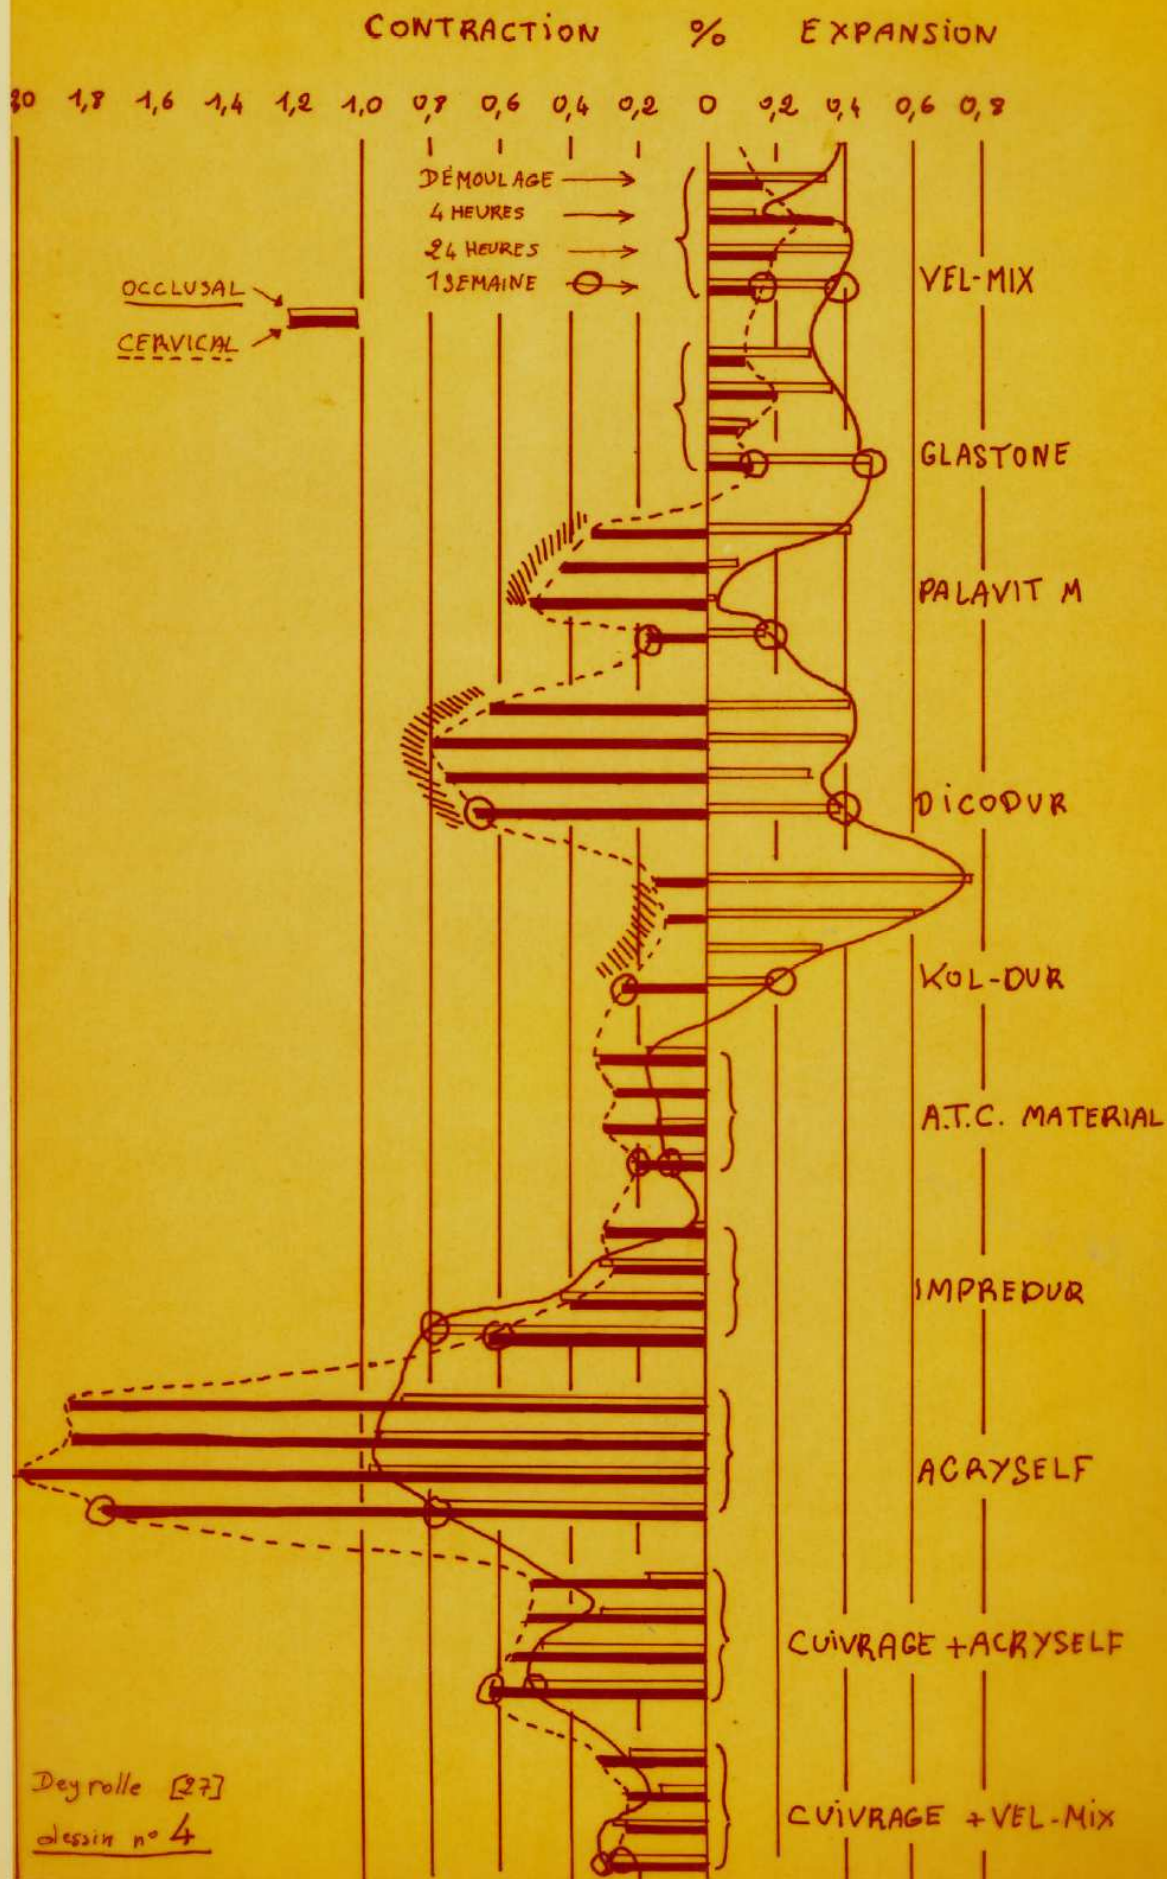 CONTRACTION % EXPANSION
20 1,8 1,6 1,4 1,2 1,0 0,8 0,6 0,4 0,2 0 0,2 0,4 0,6 0,8
DÉMOULAGE
4 HEURES
24 HEURES
1 SEMAINE
OCCLUSAL
CERVICAL
VEL-MIX
GLASTONE
PALAVIT M
DICODUR
KOL-DUR
A.T.C. MATERIAL
IMPREDUR
ACRYSELF
CUIVRAGE + ACRYSELF
CUIVRAGE + VEL-MIX
Deyrolle [27]
dessin n° 4